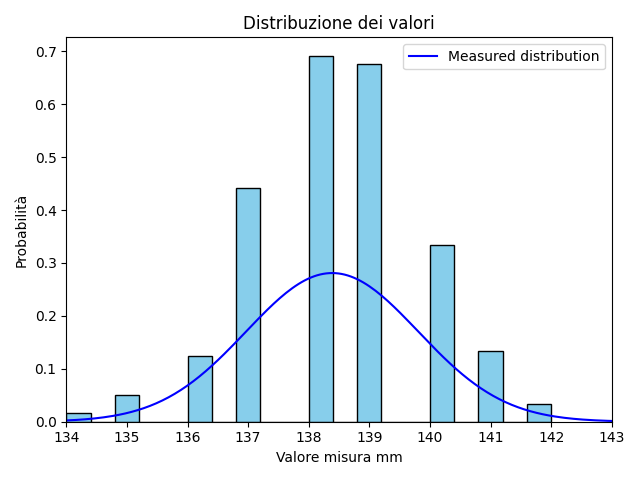 Distribuzione dei valori
Measured distribution
Probabilità
0.7
0.6
0.5
0.4
0.3
0.2
0.1
0.0
134 135 136 137 138 139 140 141 142 143
Valore misura mm